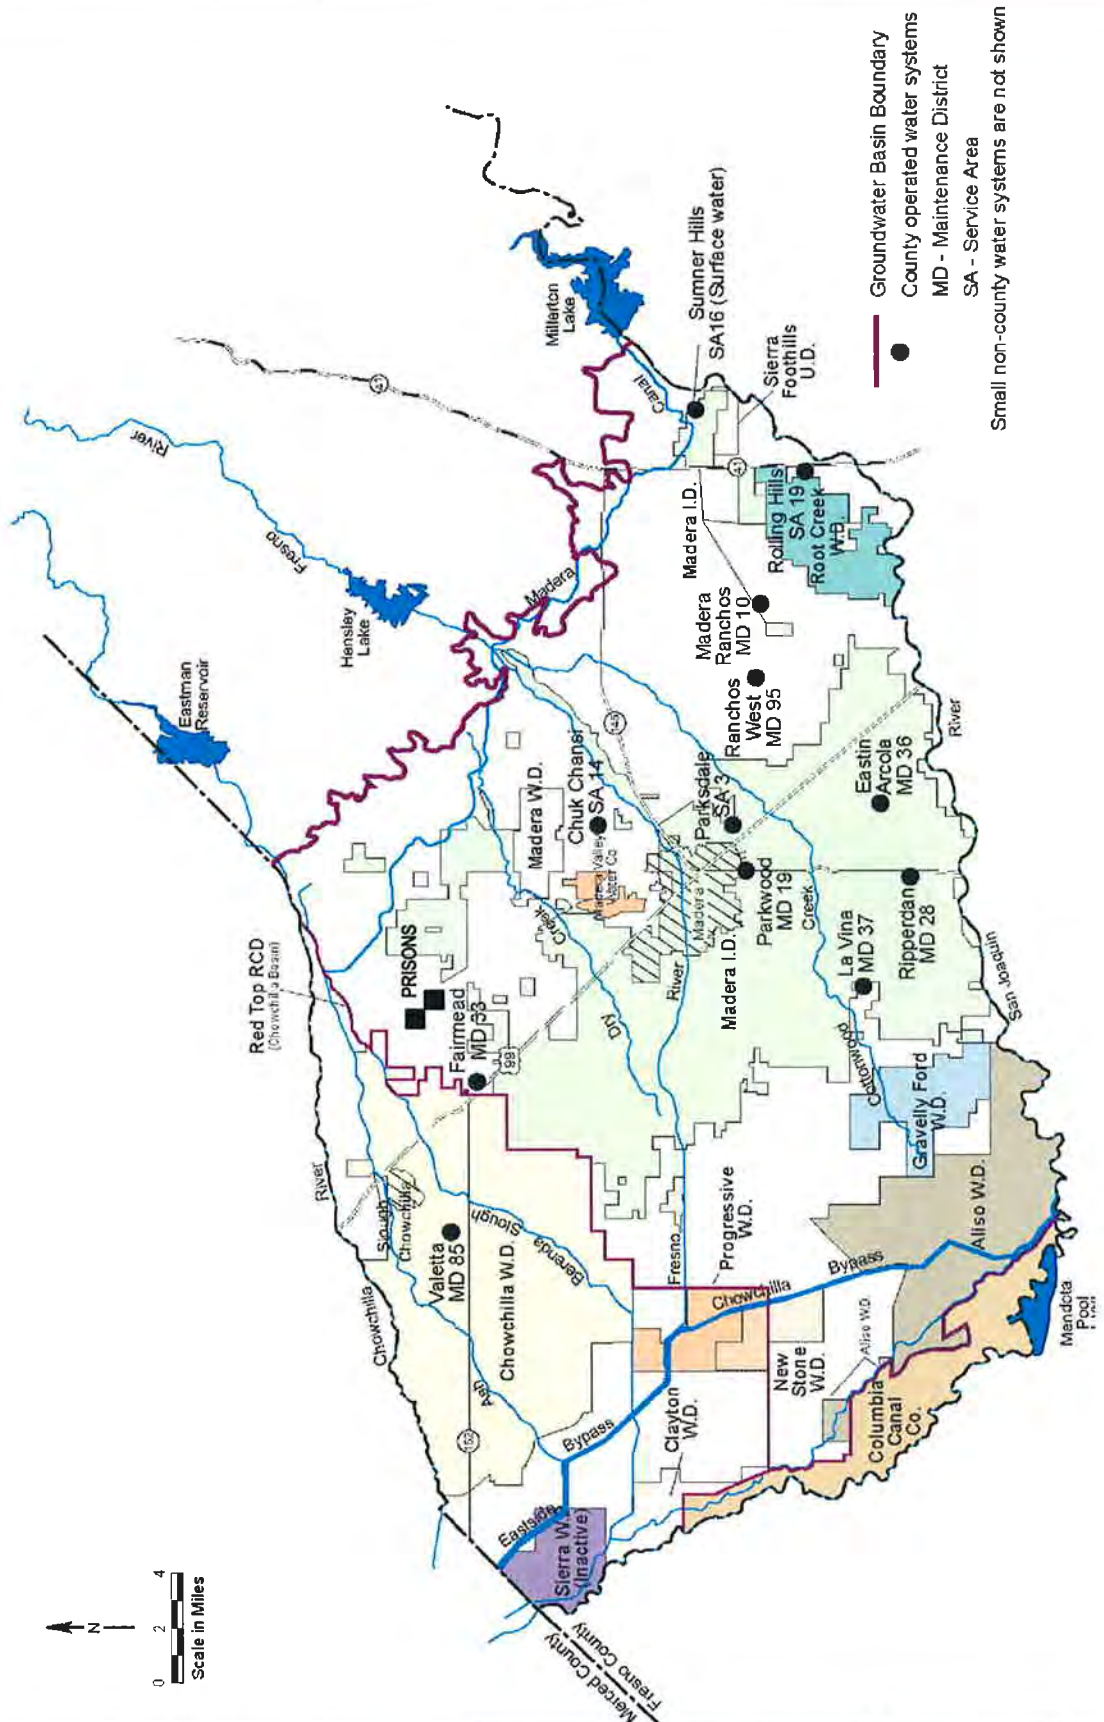 N
0 2 4
Scale in Miles
Merced County
Fresno County
Chowchilla
River
Red Top RCD
(Chowchilla Basin)
Eastman
Reservoir
Hensley
Lake
Fresno
River
Millerton
Lake
41
Madera
Canal
PRISONS
Fairmead
MD 33
99
Slough
Chowchilla
Valetta
MD 85
Berenda
Slough
Chowchilla W.D.
Ash
152
Eastside
Bypass
Sierra W.D.
(Inactive)
Clayton
W.D.
Madera W.D.
Chuk Chansi
SA 14
Madera Valley
Water Co
Dry
Creek
145
Madera
River
Madera I.D.
Parksdale
SA 3
Parkwood
MD 19
Creek
Ranchos
West
MD 95
Madera
Ranchos
MD 10
Madera I.D.
Sumner Hills
SA16 (Surface water)
Sierra
Foothills
U.D.
41
Rolling Hills
SA 19
Root Creek
W.D.
Eastin
Arcola
MD 36
River
La Vina
MD 37
Ripperdan
MD 28
San Joaquin
Cottonwood
Gravelly Ford
W.D.
Fresno
Progressive
W.D.
Chowchilla
Bypass
Aliso W.D.
New
Stone
W.D.
Aliso W.D.
Columbia
Canal
Co.
Mendota
Pool
Groundwater Basin Boundary
County operated water systems
MD - Maintenance District
SA - Service Area
Small non-county water systems are not shown